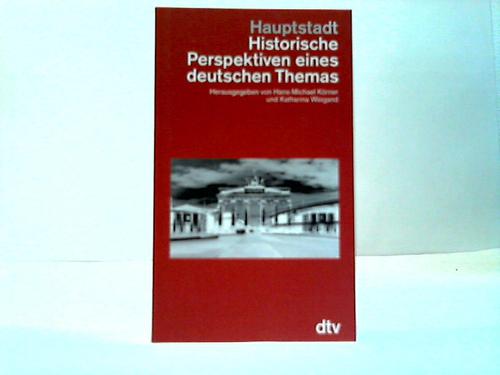 Hauptstadt
Historische
Perspektiven eines
deutschen Themas
Herausgegeben von Hans-Michael Körner
und Katharina Weigand
dtv